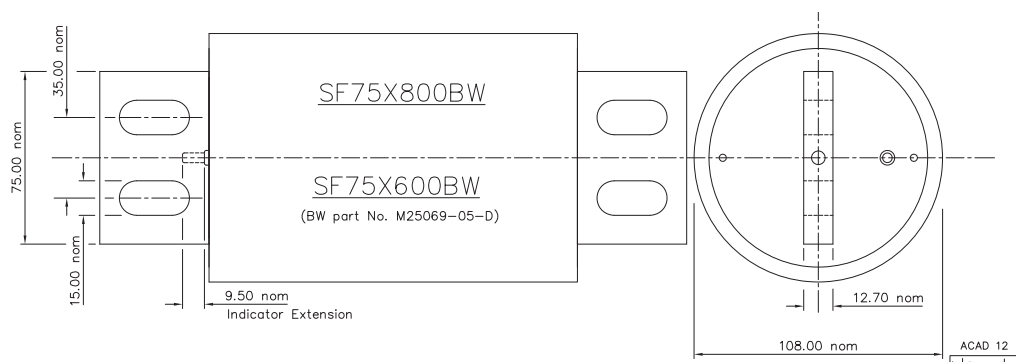 35.00 nom
75.00 nom
15.00 nom
SF75X800BW
SF75X600BW
(BW part No. M25069-05-D)
9.50 nom
Indicator Extension
12.70 nom
108.00 nom
ACAD 12